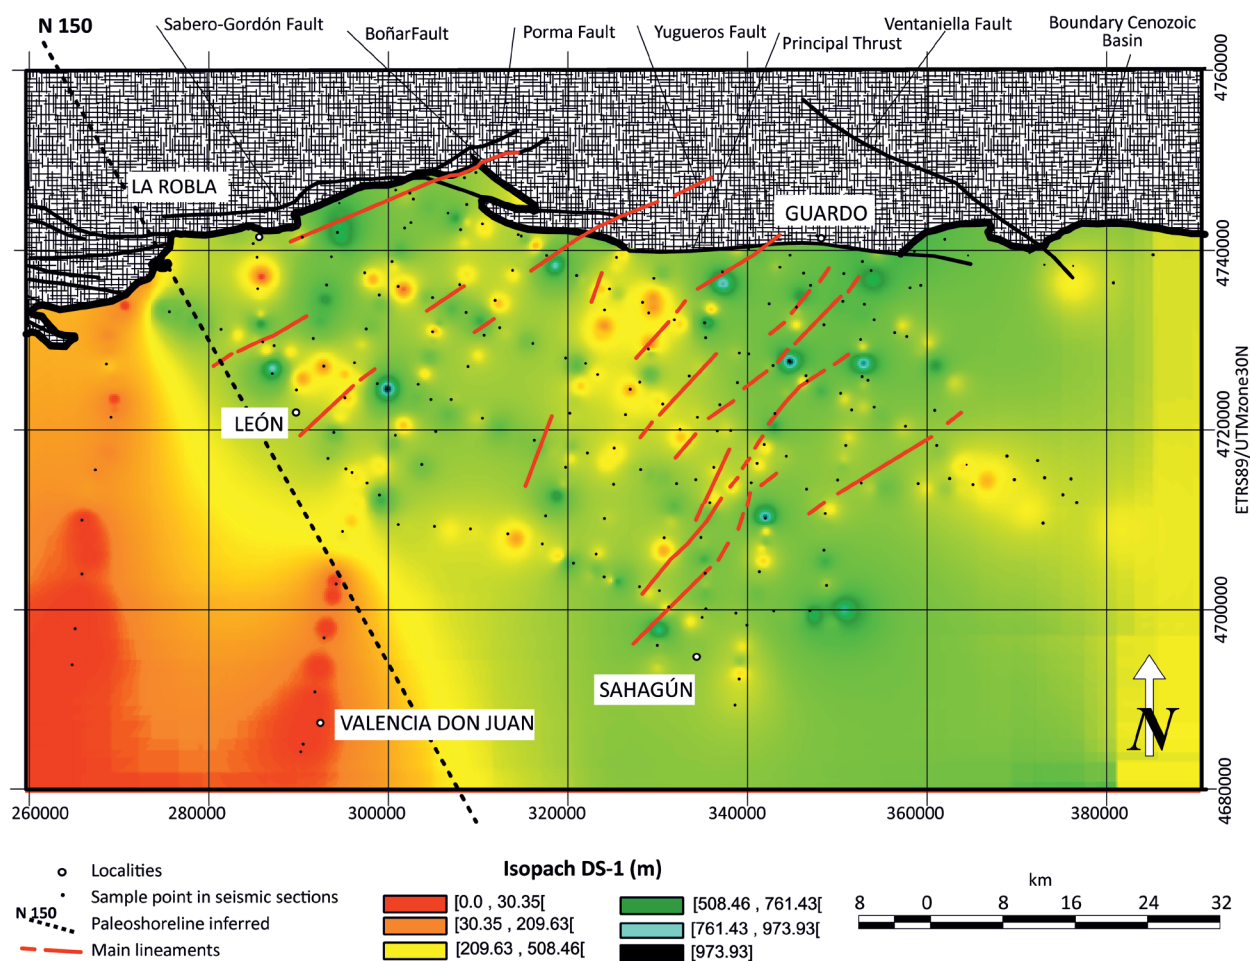 N 150
Sabero-Gordón Fault
BoñarFault
Porma Fault
Yugueros Fault
Principal Thrust
Ventaniella Fault
Boundary Cenozoic
Basin
LA ROBLA
GUARDO
LEÓN
SAHAGÚN
VALENCIA DON JUAN
N
4760000
4740000
4720000
4700000
4680000
ETRS89/UTMzone30N
260000 280000 300000 320000 340000 360000 380000
Localities
Sample point in seismic sections
N 150 Paleoshoreline inferred
Main lineaments
Isopach DS-1 (m)
[0.0 , 30.35[
[30.35 , 209.63[
[209.63 , 508.46[
[508.46 , 761.43[
[761.43 , 973.93[
[973.93]
km
8 0 8 16 24 32